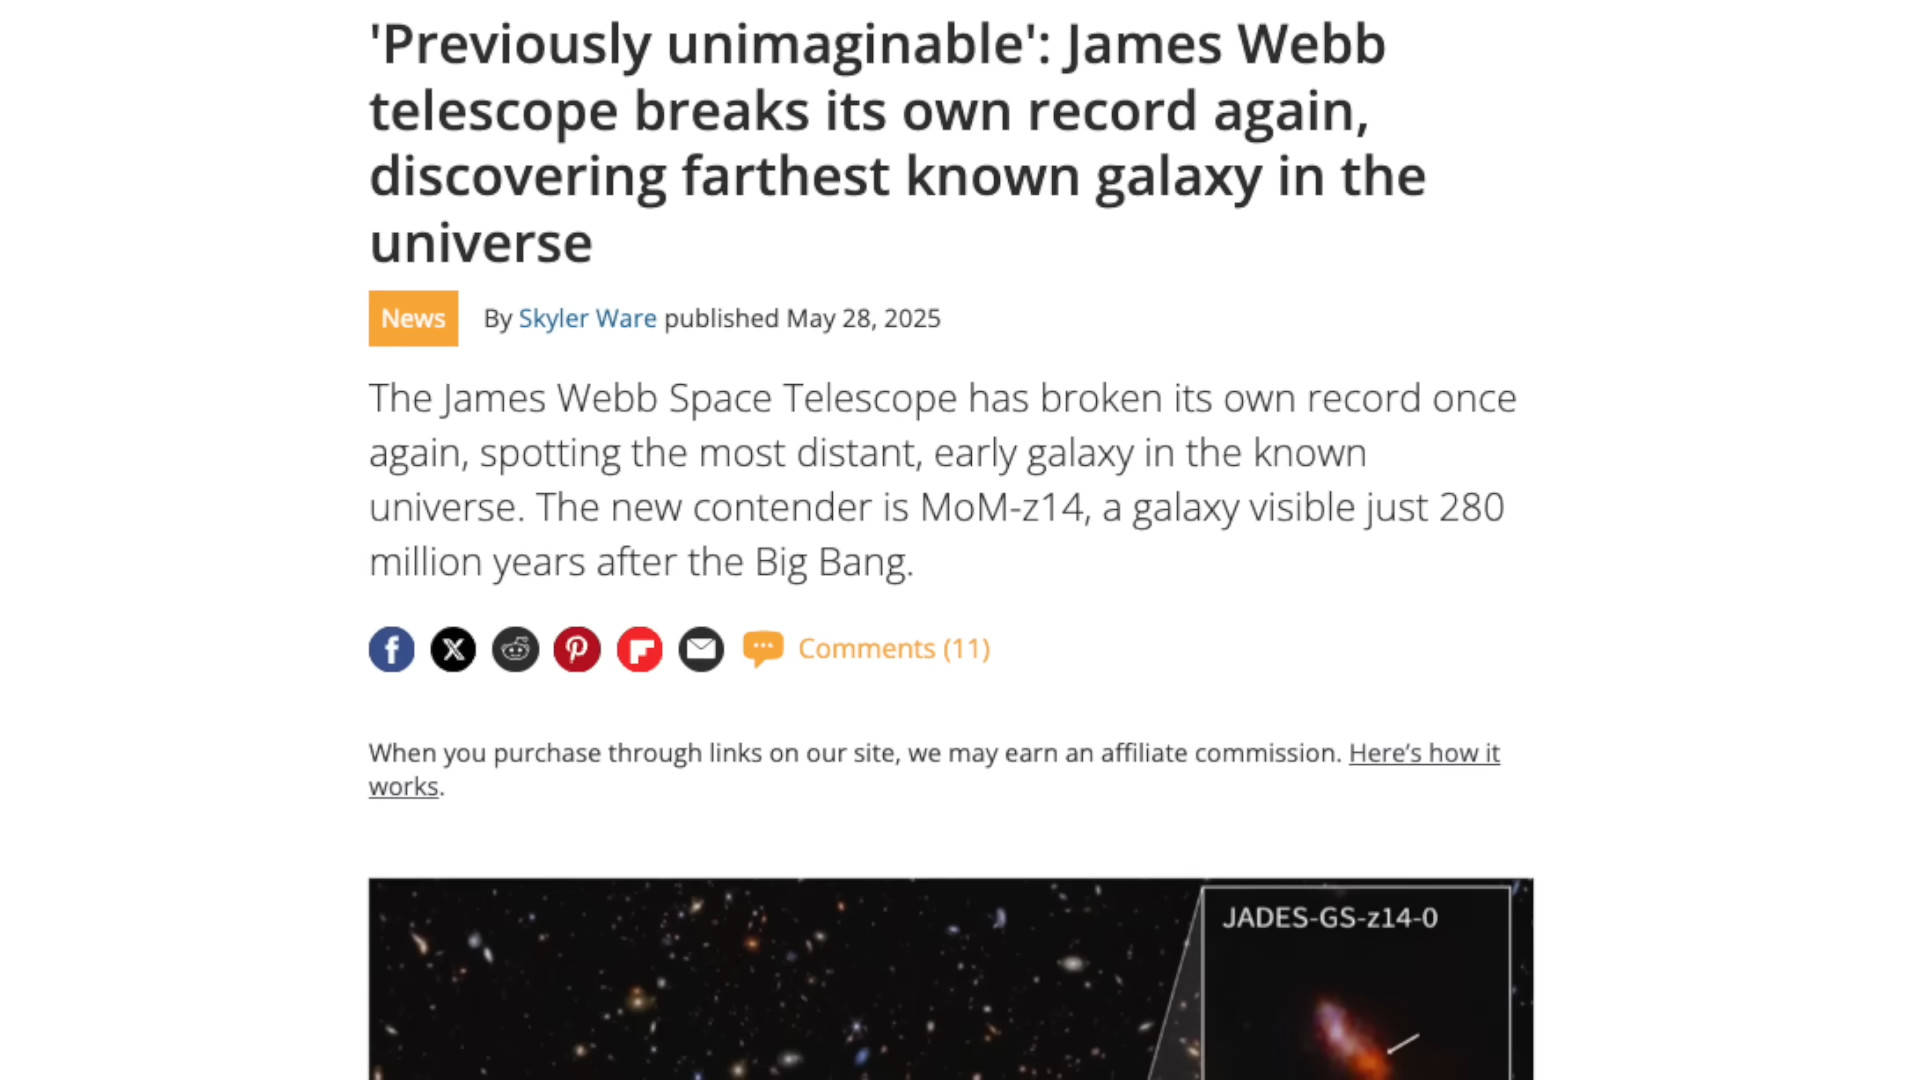 'Previously unimaginable': James Webb
telescope breaks its own record again,
discovering farthest known galaxy in the
universe
News By Skyler Ware published May 28, 2025
The James Webb Space Telescope has broken its own record once
again, spotting the most distant, early galaxy in the known
universe. The new contender is MoM-z14, a galaxy visible just 280
million years after the Big Bang.
Comments (11)
When you purchase through links on our site, we may earn an affiliate commission. Here’s how it
works.
JADES-GS-z14-0